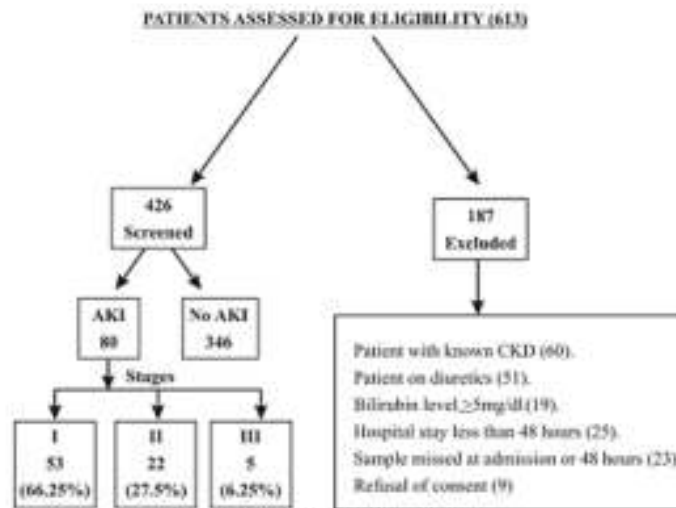 PATIENTS ASSESSED FOR ELIGIBILITY (613)
426
Screened
187
Excluded
AKI
80
No AKI
346
Stages
I
53
(66.25%)
II
22
(27.5%)
III
5
(6.25%)
Patient with known CKD (60).
Patient on diuretics (51).
Bilirubin level ≥5mg/dl (19).
Hospital stay less than 48 hours (25).
Sample missed at admission or 48 hours (23)
Refusal of consent (9)